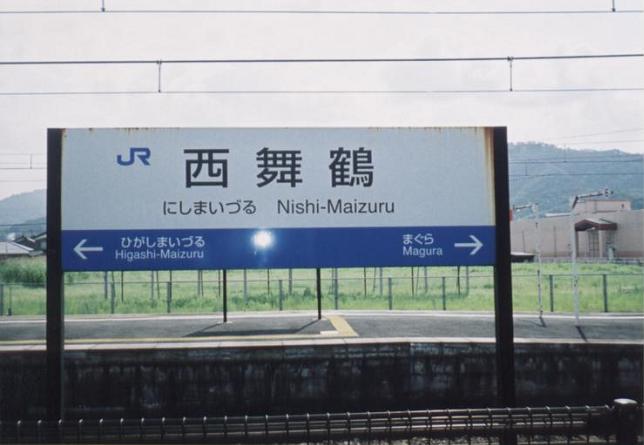 JR 西舞鶴
にしまいづる Nishi-Maizuru
← ひがしまいづる
Higashi-Maizuru
まぐら →
Magura